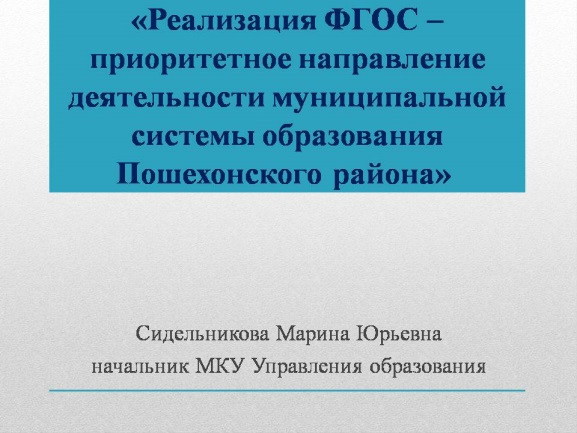 «Реализация ФГОС –
приоритетное направление
деятельности муниципальной
системы образования
Пошехонского района»
Сидельникова Марина Юрьевна
начальник МКУ Управления образования